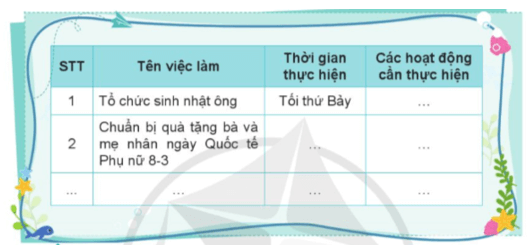 STT
Tên việc làm
Thời gian
thực hiện
Các hoạt động
cần thực hiện
1
Tổ chức sinh nhật ông
Tối thứ Bảy
...
2
Chuẩn bị quà tặng bà và
mẹ nhân ngày Quốc tế
Phụ nữ 8-3
...
...
...
...
...
...